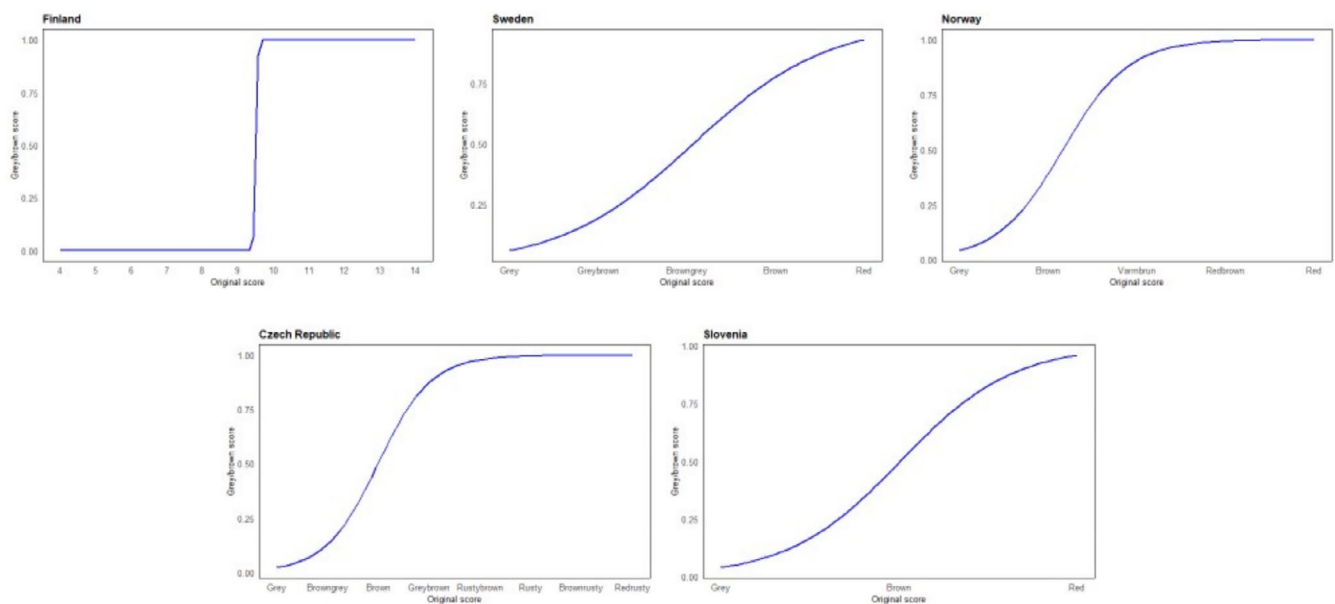 Finland
Sweden
Norway
1.00
0.75
0.50
0.25
0.00
Grey/brown score
4 5 6 7 8 9 10 11 12 13 14
Original score
0.75
0.50
0.25
Grey/brown score
Grey Greybrown Browngrey Brown Red
Original score
1.00
0.75
0.50
0.25
0.00
Grey/brown score
Grey Brown Varmbrun Redbrown Red
Original score
Czech Republic
Slovenia
1.00
0.75
0.50
0.25
0.00
Grey/brown score
Grey Browngrey Brown Greybrown Rustybrown Rusty Brownrusty Redrusty
Original score
1.00
0.75
0.50
0.25
0.00
Grey/brown score
Grey Brown Red
Original score